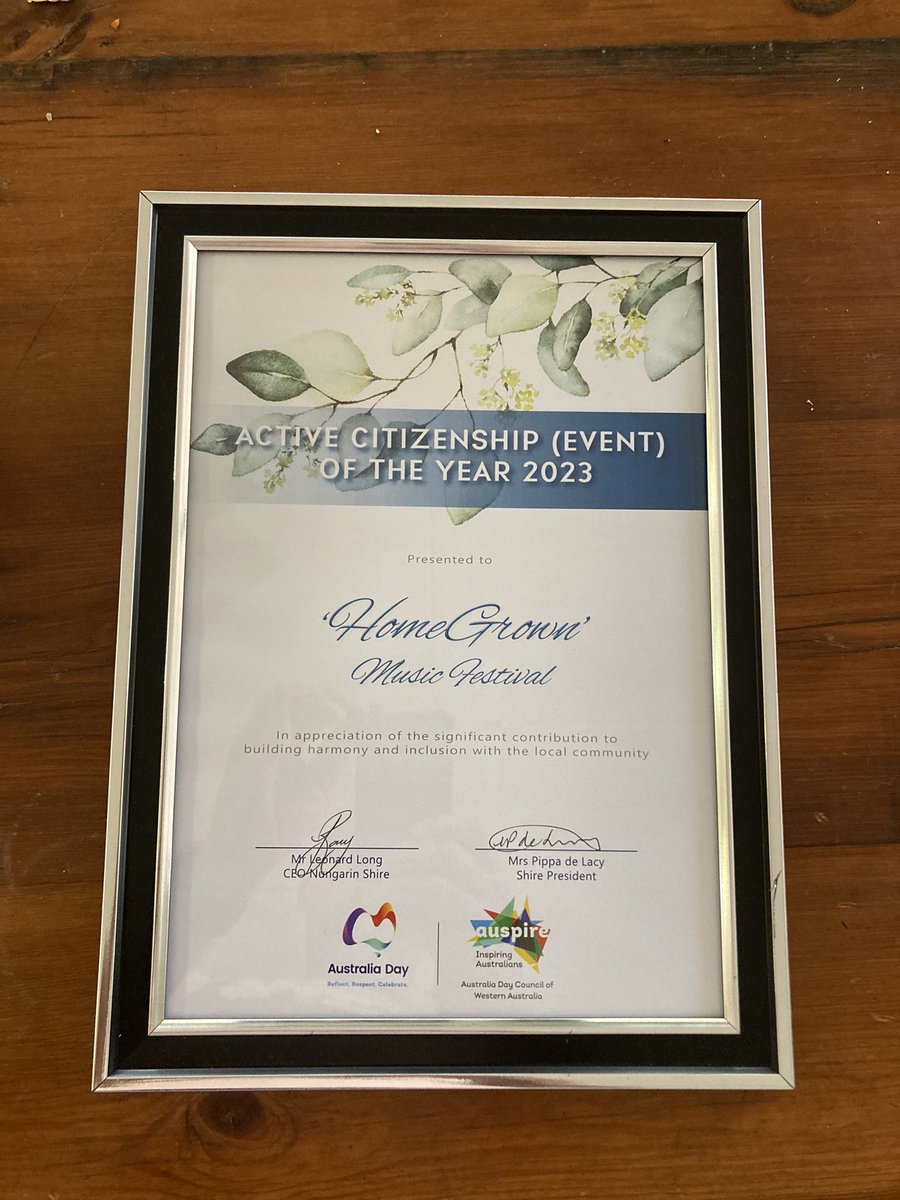 ACTIVE CITIZENSHIP (EVENT)
OF THE YEAR 2023
Presented to
'HomeGrown'
Music Festival
In appreciation of the significant contribution to
building harmony and inclusion with the local community
Mr Leonard Long
CEO Nungarin Shire
Mrs Pippa de Lacy
Shire President
Australia Day
Reflect. Respect. Celebrate.
auspire
Inspiring
Australians
Australia Day Council of
Western Australia